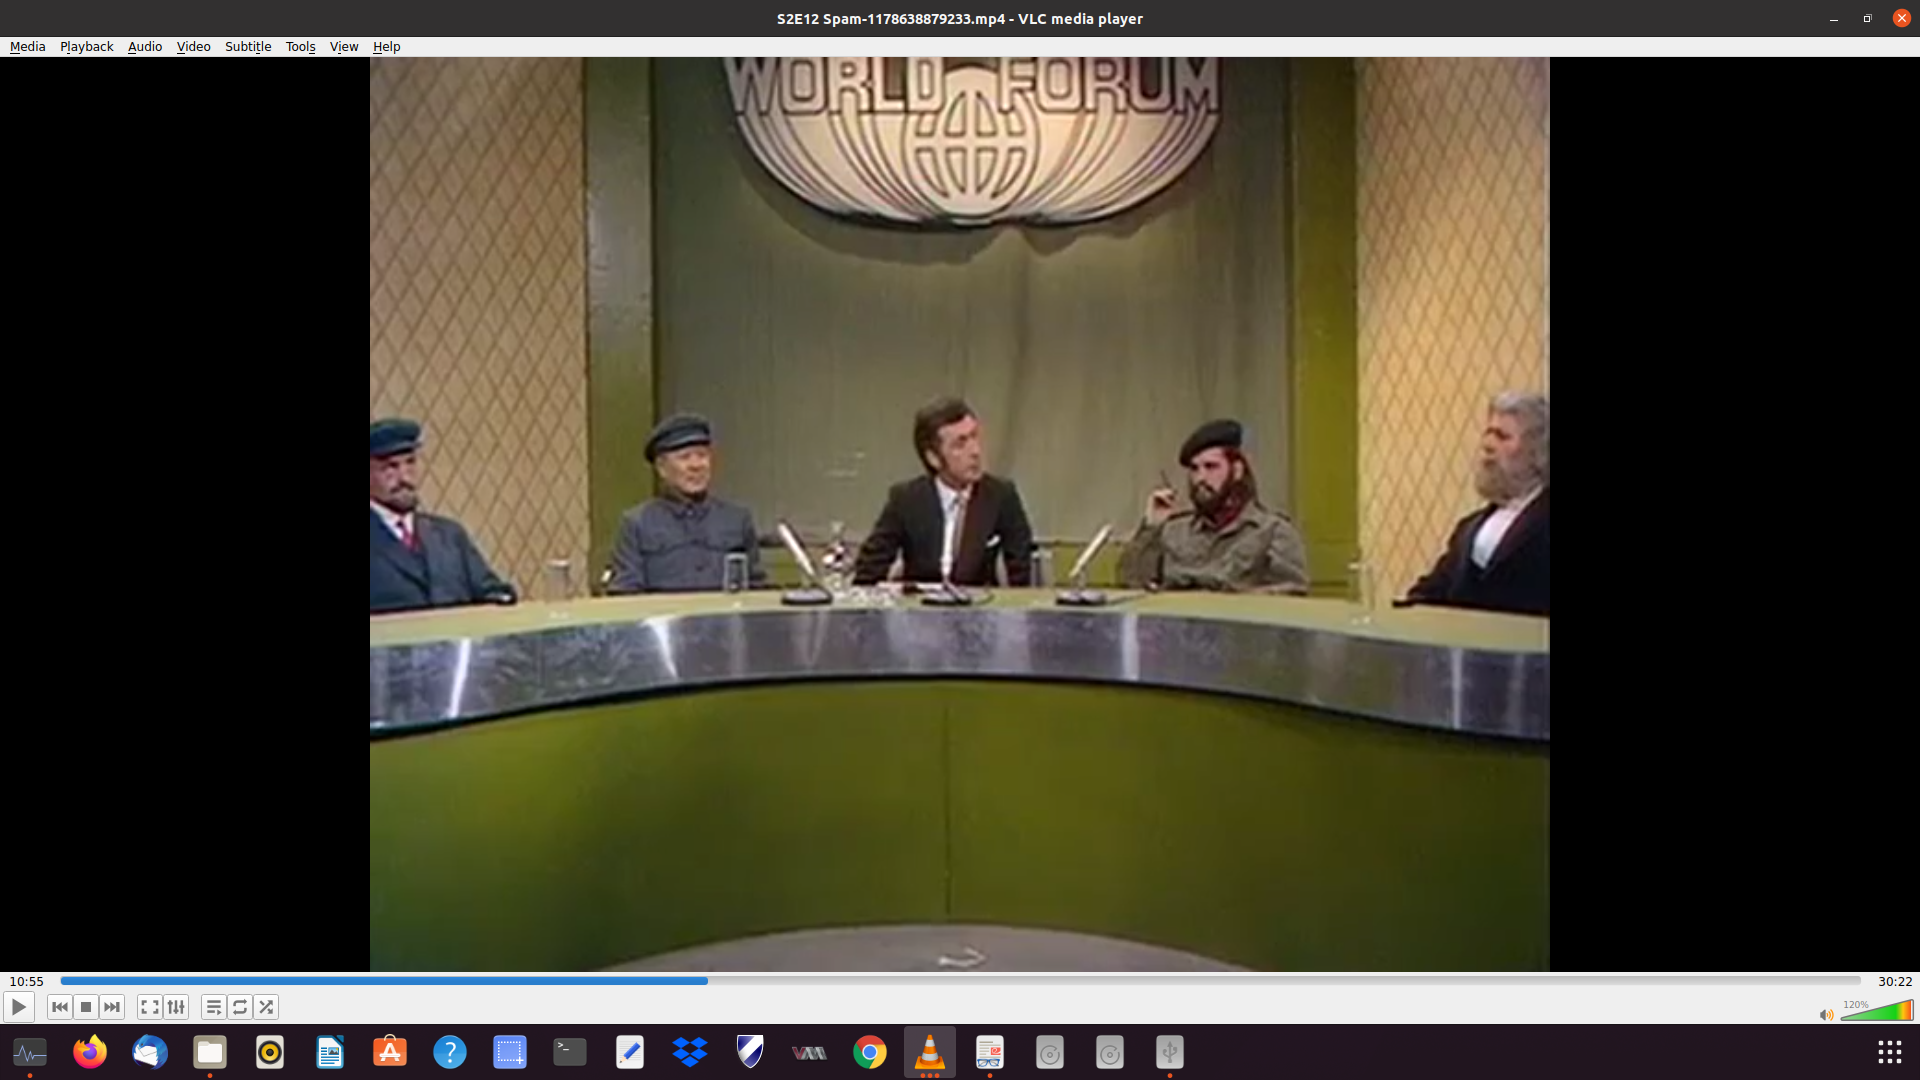 S2E12 Spam-1178638879233.mp4 - VLC media player
Media Playback Audio Video Subtitle Tools View Help
WORLD FORUM
10:55
30:22
120%
>_
?